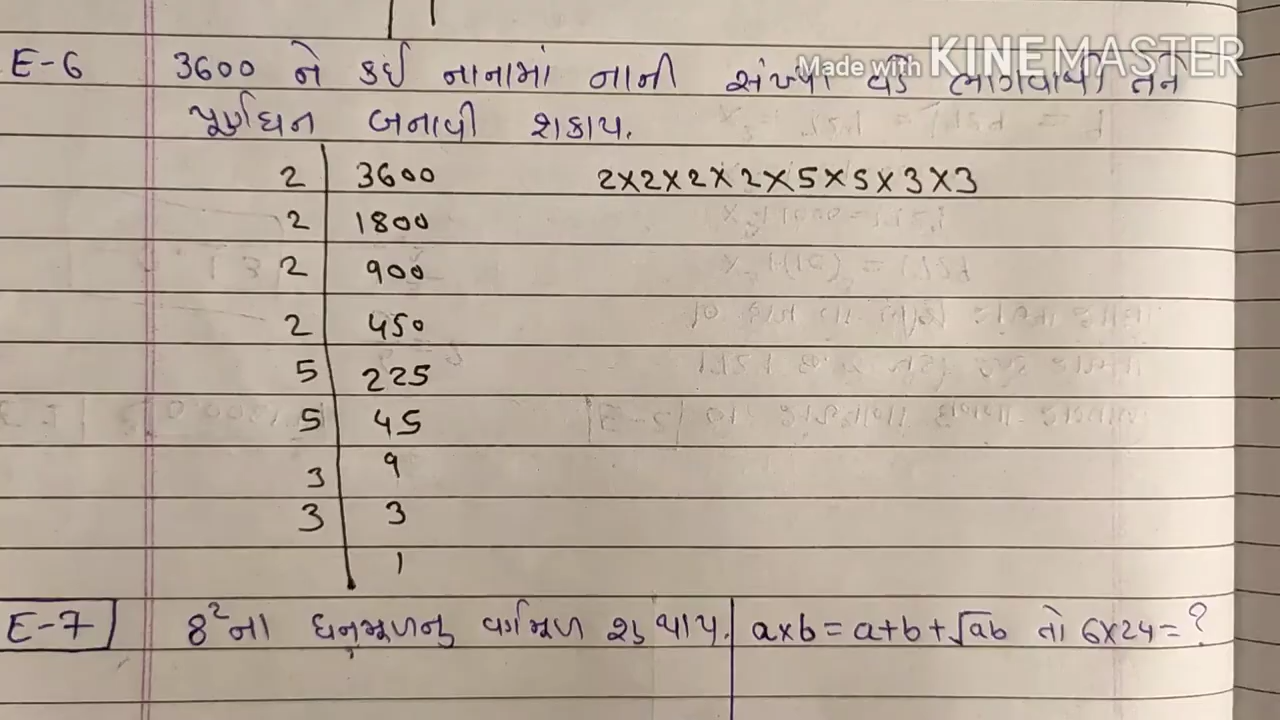 Made with KINEMASTER
E-6 3600 ને કઈ નાનામાં નાની સંખ્યા વડે ભાગવાથી તેને
પૂર્ણઘન બનાવી શકાય.
2 3600 2×2×2×2×5×5×3×3
2 1800
2 900
2 450
5 225
5 45
3 9
3 3
1
E-7 8²ના ઘનમૂળનુ વર્ગમૂળ શુ થાય. a×b=a+b+√ab તો 6×24=?